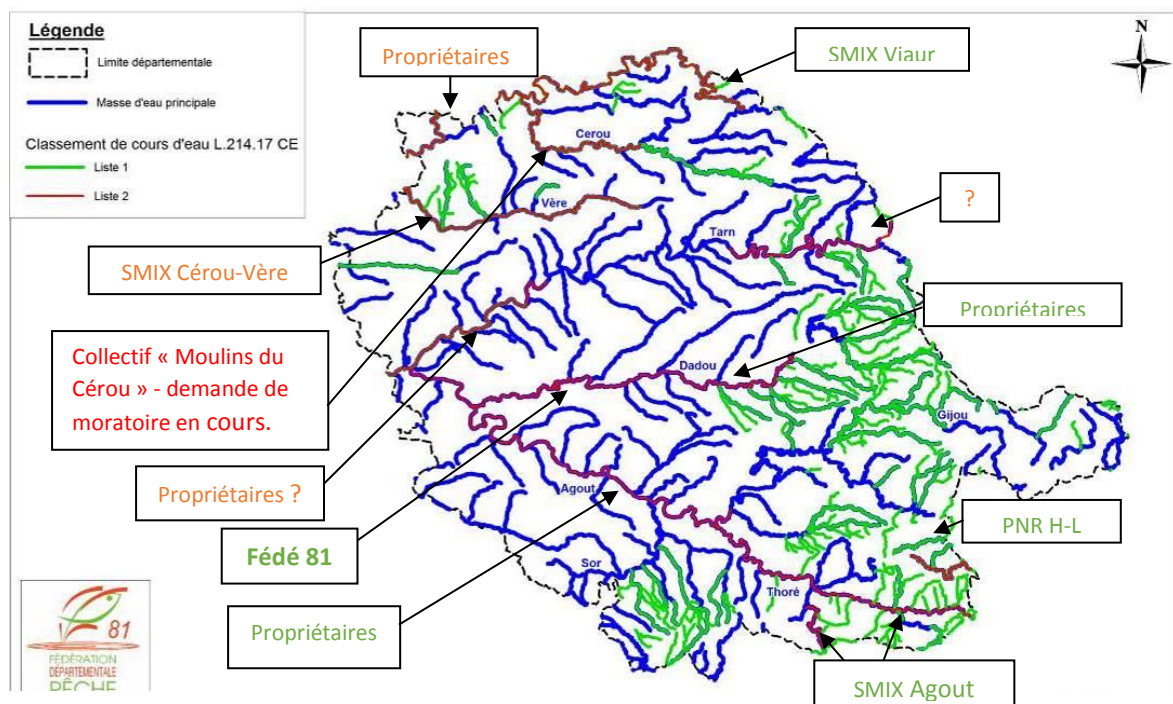 Légende
Limite départementale
Masse d'eau principale
Classement de cours d'eau L.214.17 CE
Liste 1
Liste 2
Propriétaires
SMIX Viaur
N
Cerou
Vère
?
Tarn
SMIX Cérou-Vère
Propriétaires
Collectif « Moulins du
Cérou » - demande de
moratoire en cours.
Dadou
Gijou
Propriétaires ?
Agout
PNR H-L
Fédé 81
Sor
Thoré
Propriétaires
SMIX Agout
81
FÉDÉRATION
DÉPARTEMENTALE
PÊCHE